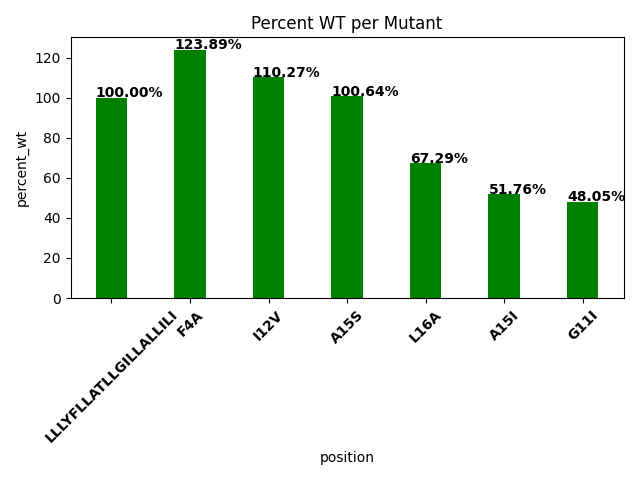 Percent WT per Mutant
percent_wt
120
100
80
60
40
20
0
100.00%
123.89%
110.27%
100.64%
67.29%
51.76%
48.05%
LLLYFLLATLLGILLALLILI
F4A
I12V
A15S
L16A
A15I
G11I
position